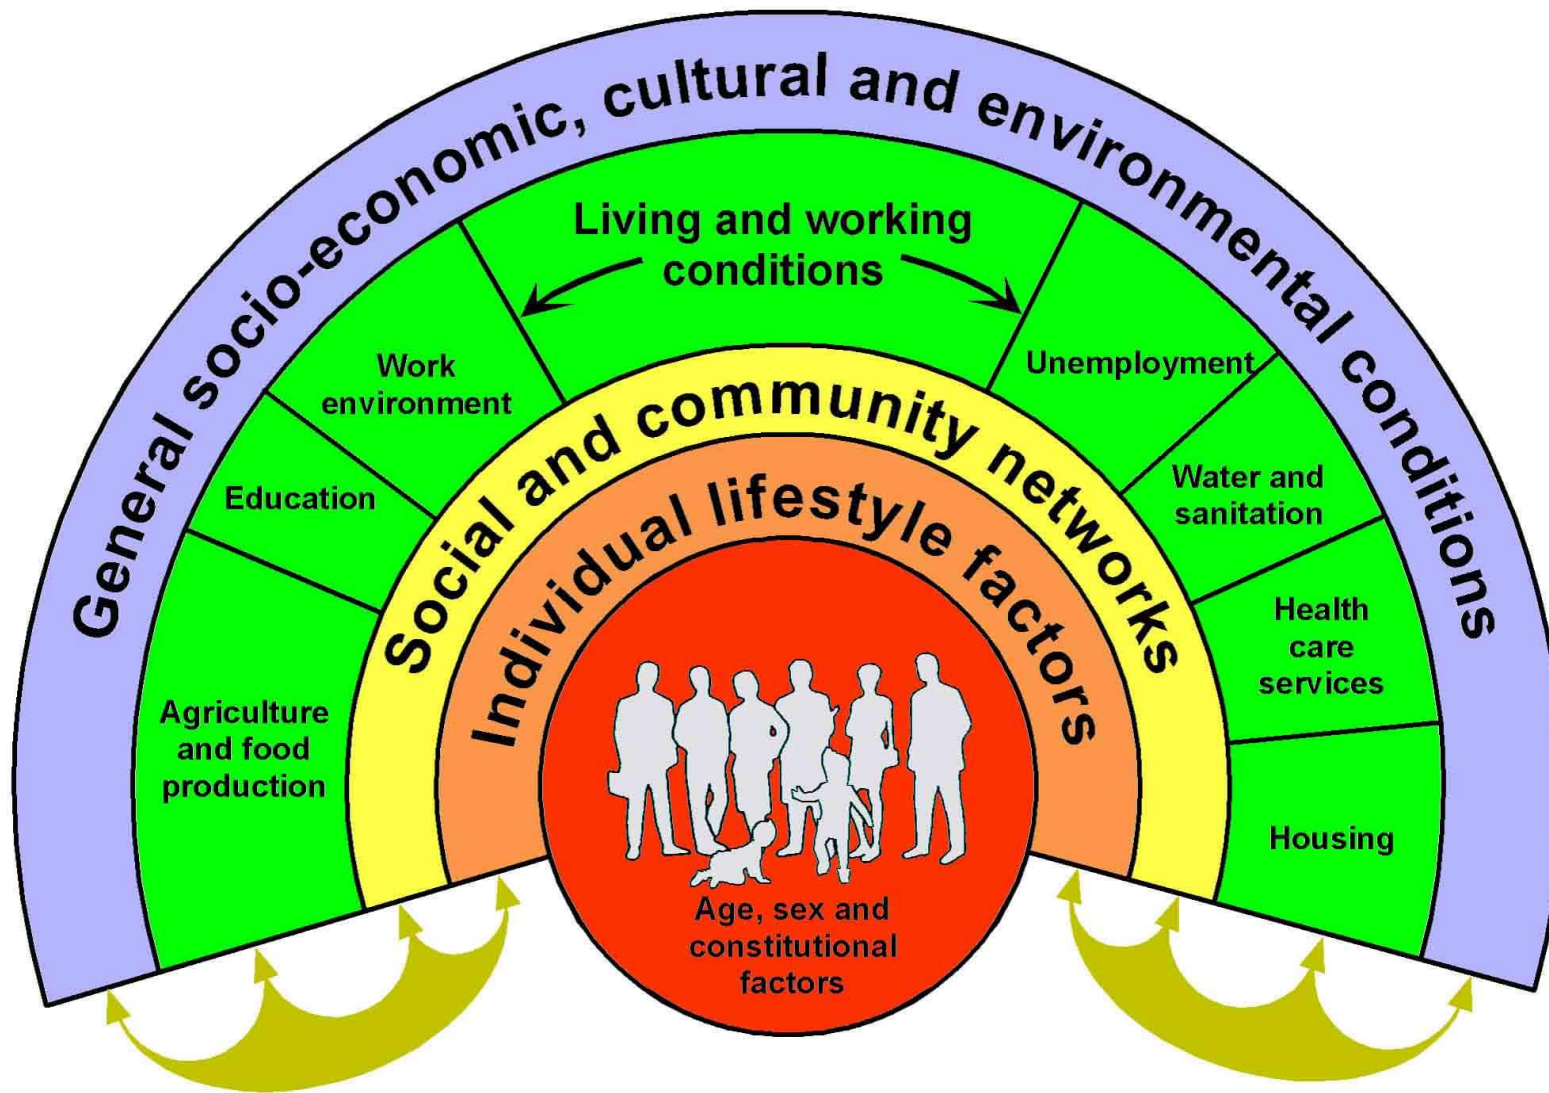 General socio-economic, cultural and environmental conditions
Living and working
conditions
Work
environment
Unemployment
Education
Water and
sanitation
Agriculture
and food
production
Health
care
services
Housing
Social and community networks
Individual lifestyle factors
Age, sex and
constitutional
factors